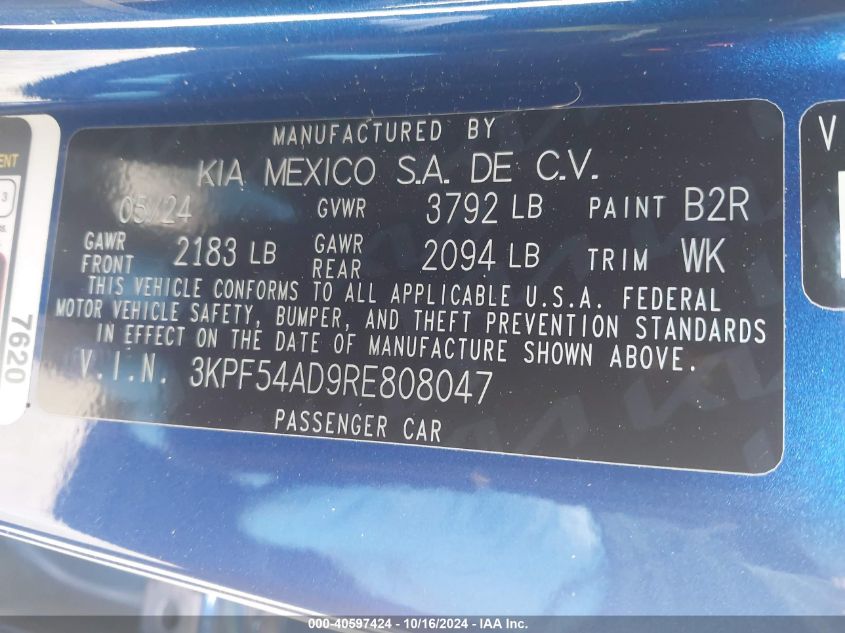 MANUFACTURED BY
KIA MEXICO S.A. DE C.V.
05/24 GVWR 3792 LB PAINT B2R
GAWR FRONT 2183 LB GAWR REAR 2094 LB TRIM WK
THIS VEHICLE CONFORMS TO ALL APPLICABLE U.S.A. FEDERAL
MOTOR VEHICLE SAFETY, BUMPER, AND THEFT PREVENTION STANDARDS
IN EFFECT ON THE DATE OF MANUFACTURE SHOWN ABOVE.
V.I.N. 3KPF54AD9RE808047
PASSENGER CAR
7620
3
V
000-40597424 - 10/16/2024 - IAA Inc.